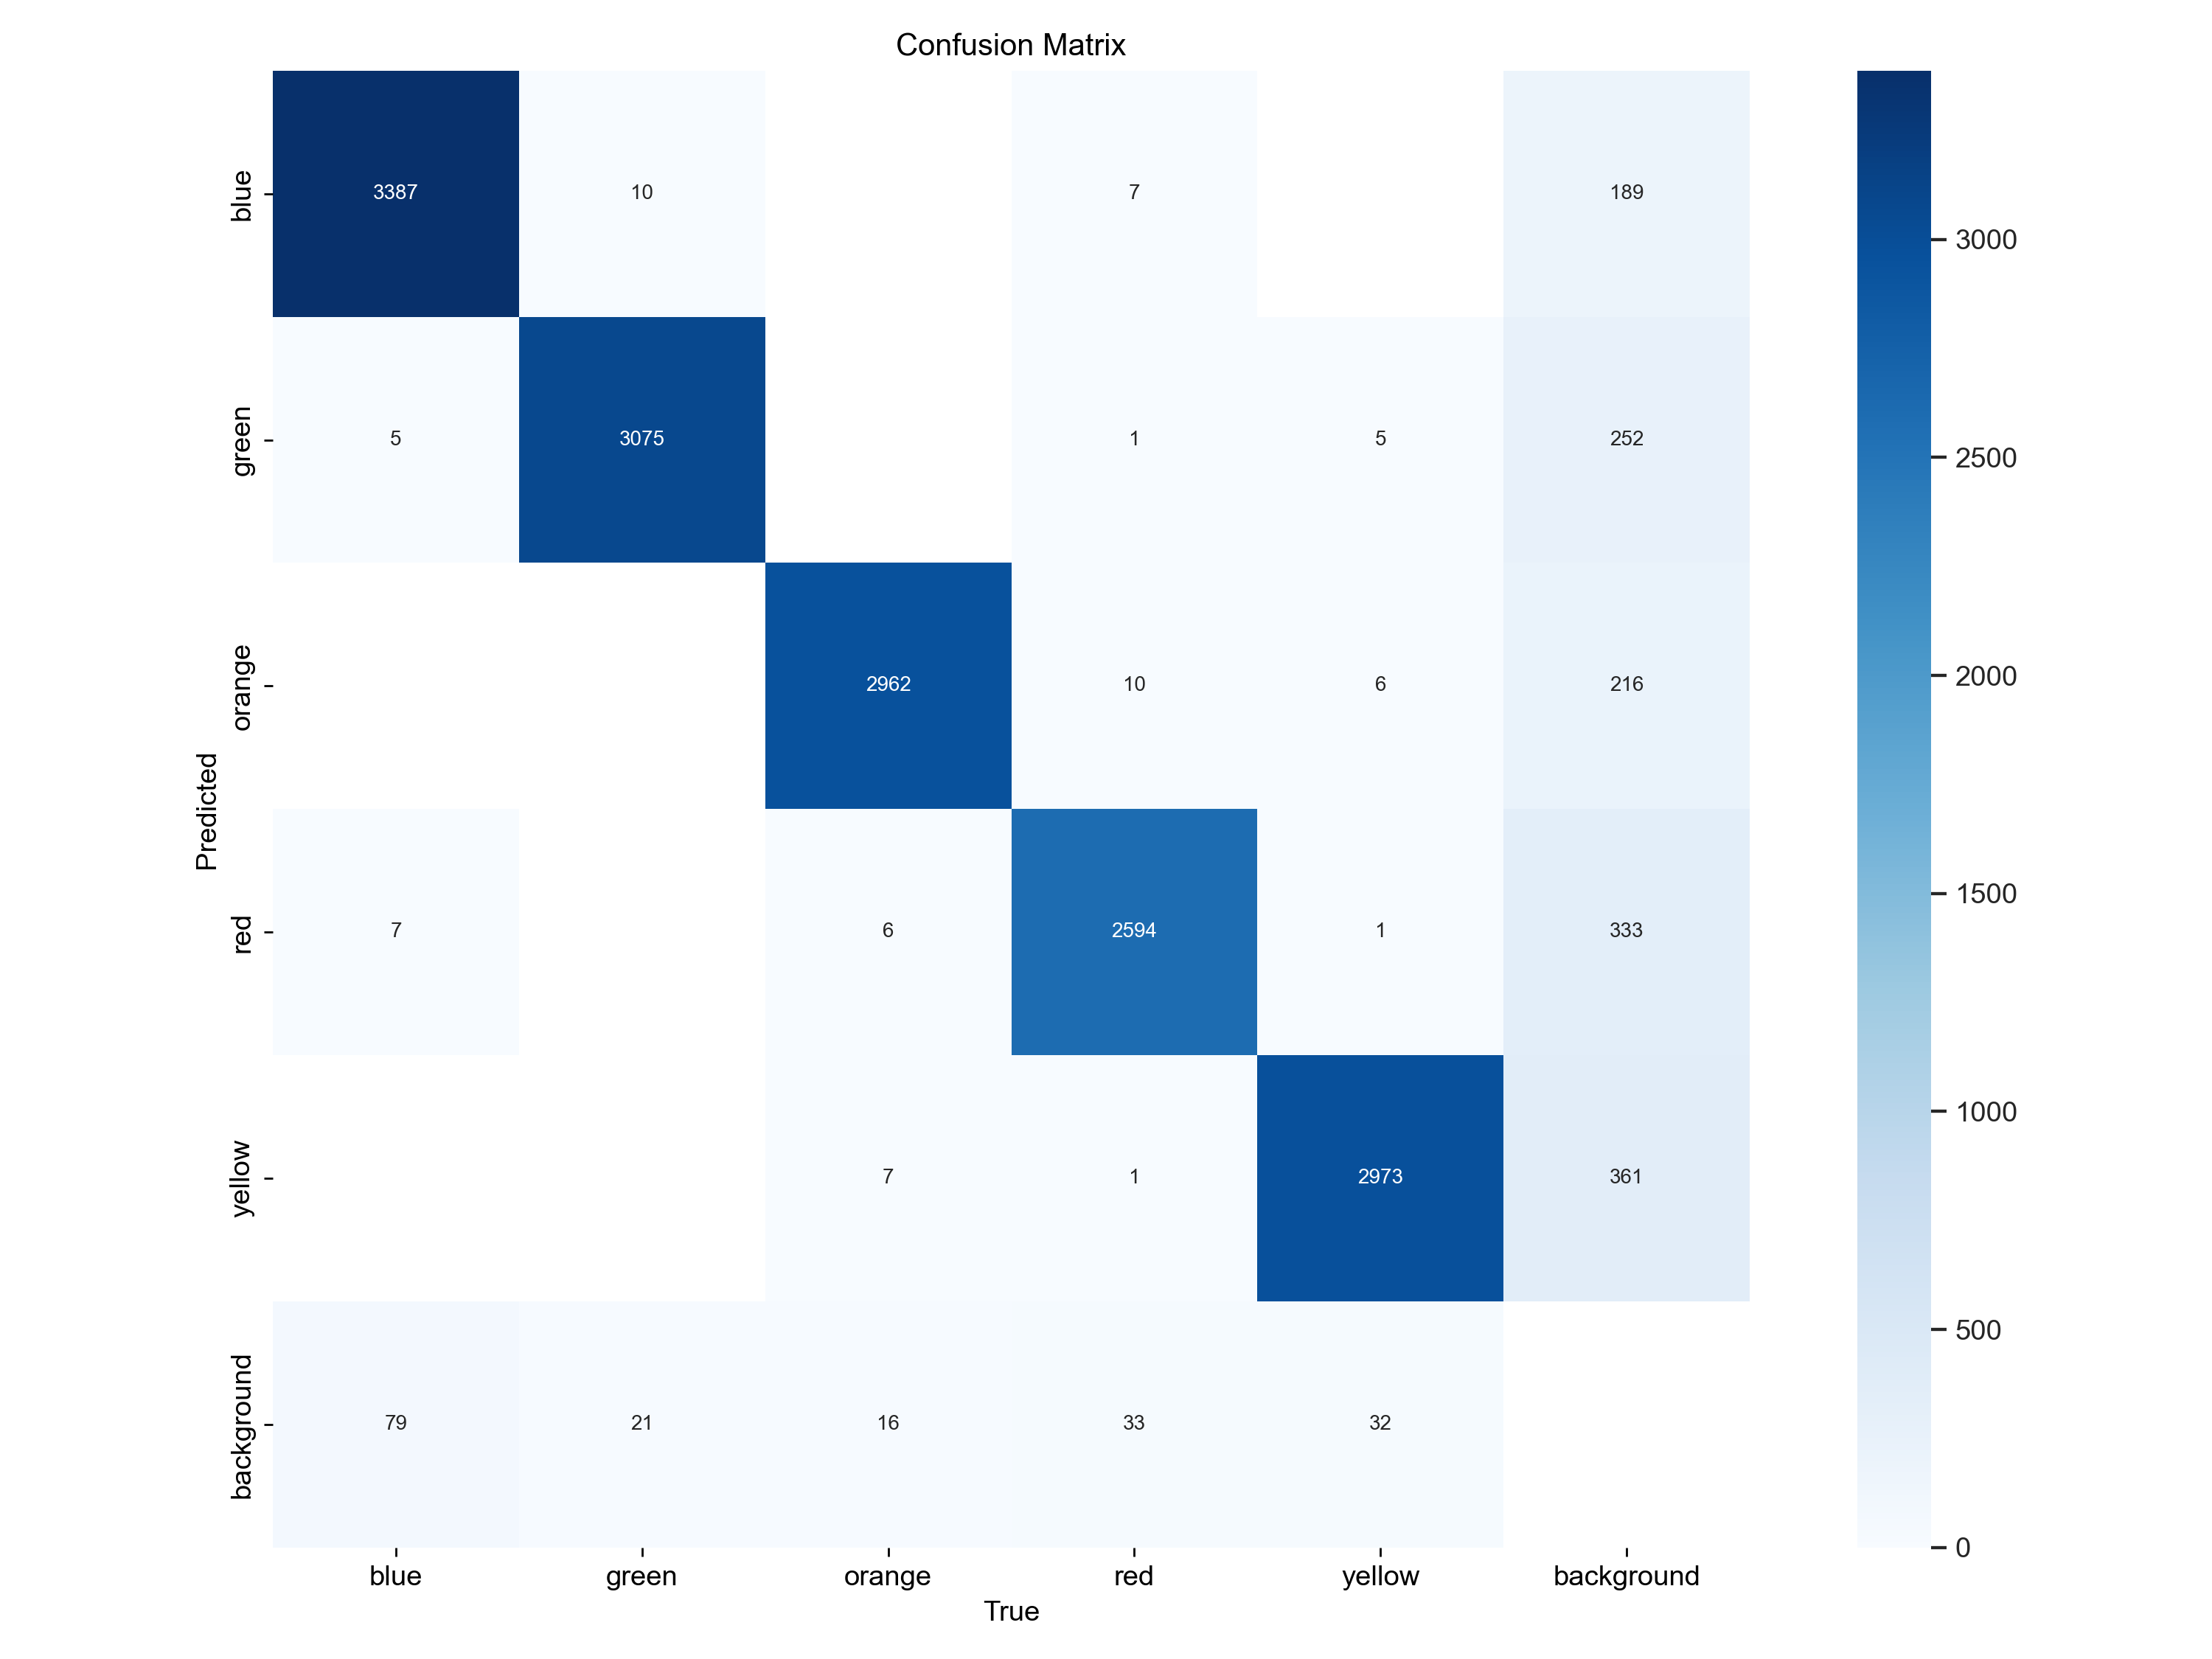 Confusion Matrix
blue 3387 10 7 189
green 5 3075 1 5 252
orange 2962 10 6 216
red 7 6 2594 1 333
yellow 7 1 2973 361
background 79 21 16 33 32
blue green orange red yellow background
True
Predicted
3000
2500
2000
1500
1000
500
0